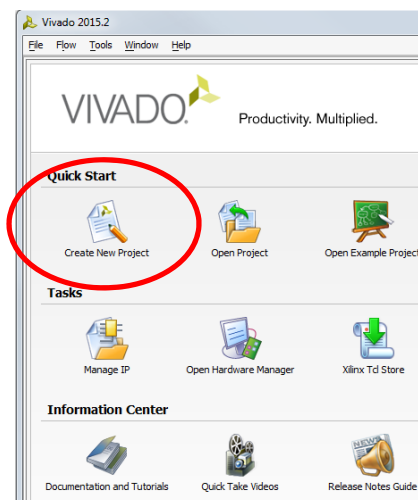 Vivado 2015.2
File Flow Tools Window Help
VIVADO.
Productivity. Multiplied.
Quick Start
Create New Project Open Project Open Example Project
Tasks
Manage IP Open Hardware Manager Xilinx Tcl Store
Information Center
NEWS
Documentation and Tutorials Quick Take Videos Release Notes Guide